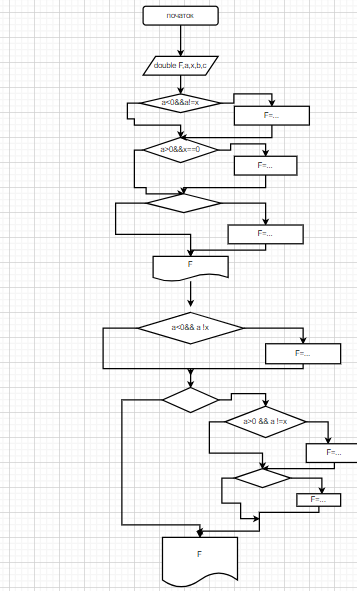 початок
double F,a,x,b,c
a<0&&a!=x
F=...
a>0&&x==0
F=...
F=...
F
a<0&& a !x
F=...
a>0 && a !=x
F=...
F=...
F